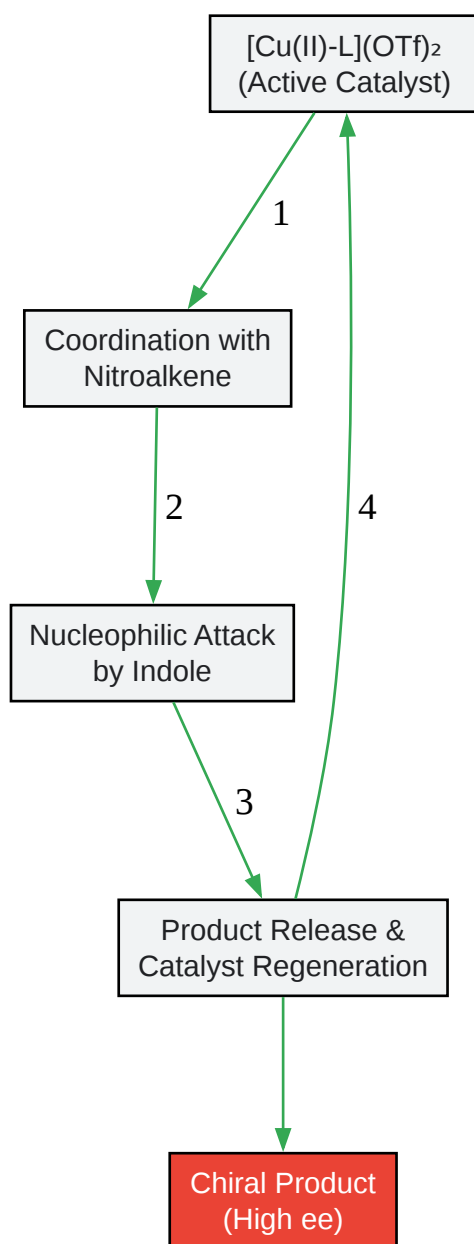 [Cu(II)-L](OTf)₂
(Active Catalyst)
1
Coordination with
Nitroalkene
2
4
Nucleophilic Attack
by Indole
3
Product Release &
Catalyst Regeneration
Chiral Product
(High ee)